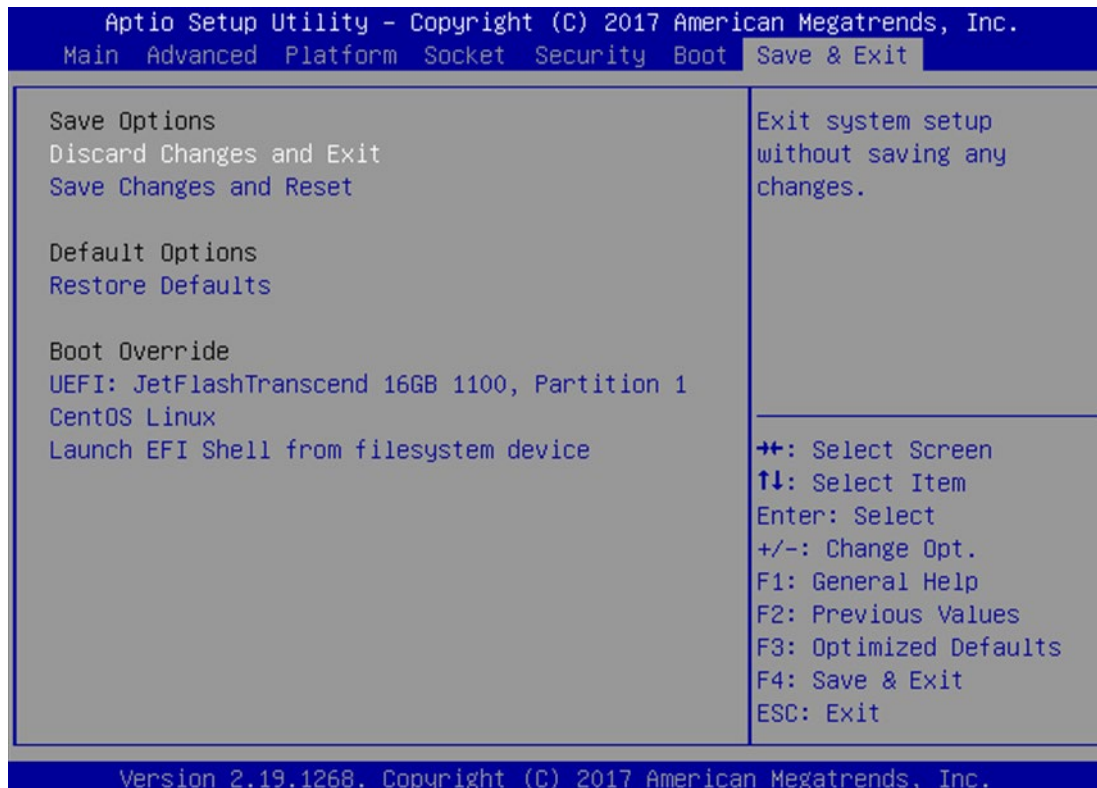 Aptio Setup Utility – Copyright (C) 2017 American Megatrends, Inc.
Main Advanced Platform Socket Security Boot Save & Exit
Save Options
Discard Changes and Exit
Save Changes and Reset
Default Options
Restore Defaults
Boot Override
UEFI: JetFlashTranscend 16GB 1100, Partition 1
CentOS Linux
Launch EFI Shell from filesystem device
Exit system setup
without saving any
changes.
→←: Select Screen
↑↓: Select Item
Enter: Select
+/-: Change Opt.
F1: General Help
F2: Previous Values
F3: Optimized Defaults
F4: Save & Exit
ESC: Exit
Version 2.19.1268. Copyright (C) 2017 American Megatrends, Inc.